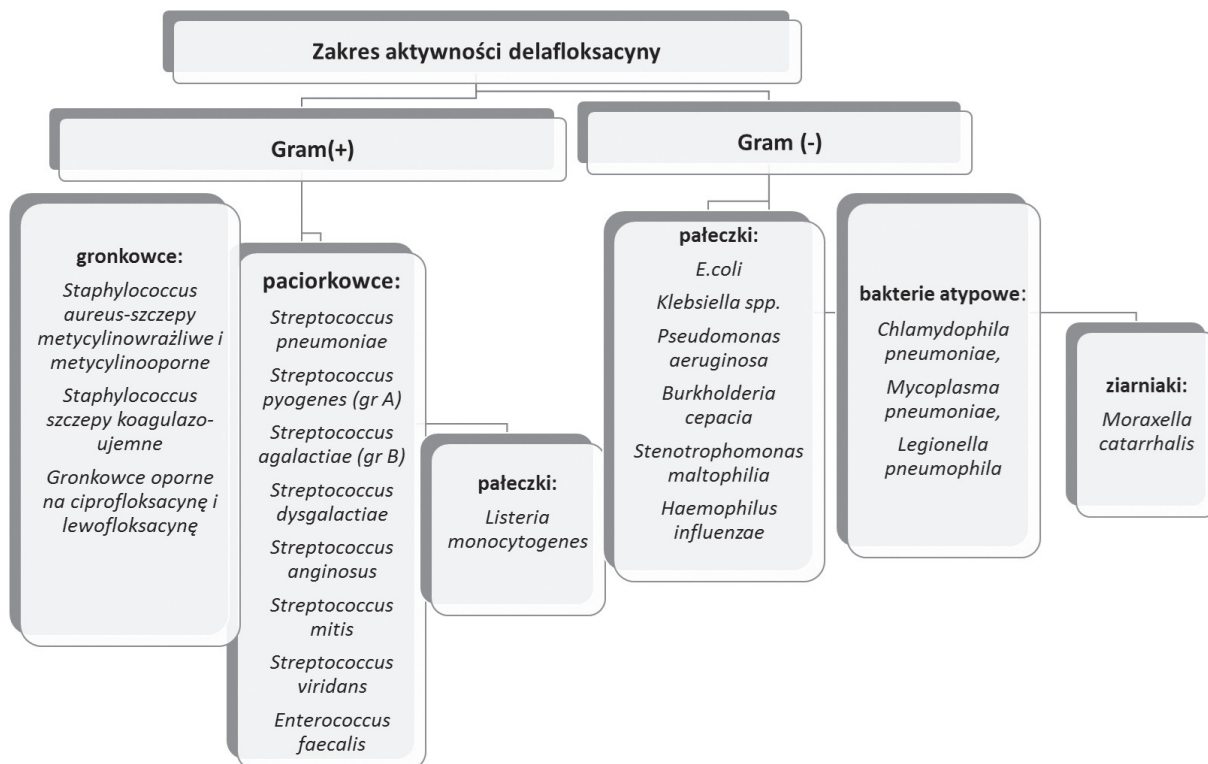 Zakres aktywności delafloksacyny
Gram(+)
Gram (-)
gronkowce:
Staphylococcus
aureus-szczepy
metycylinowrażliwe i
metycylinooporne
Staphylococcus
szczepy koagulazo-
ujemne
Gronkowce oporne
na ciprofloksacynę i
lewofloksacynę
paciorkowce:
Streptococcus
pneumoniae
Streptococcus
pyogenes (gr A)
Streptococcus
agalactiae (gr B)
Streptococcus
dysgalactiae
Streptococcus
anginosus
Streptococcus
mitis
Streptococcus
viridans
Enterococcus
faecalis
pałeczki:
Listeria
monocytogenes
pałeczki:
E.coli
Klebsiella spp.
Pseudomonas
aeruginosa
Burkholderia
cepacia
Stenotrophomonas
maltophilia
Haemophilus
influenzae
bakterie atypowe:
Chlamydophila
pneumoniae,
Mycoplasma
pneumoniae,
Legionella
pneumophila
ziarniaki:
Moraxella
catarrhalis